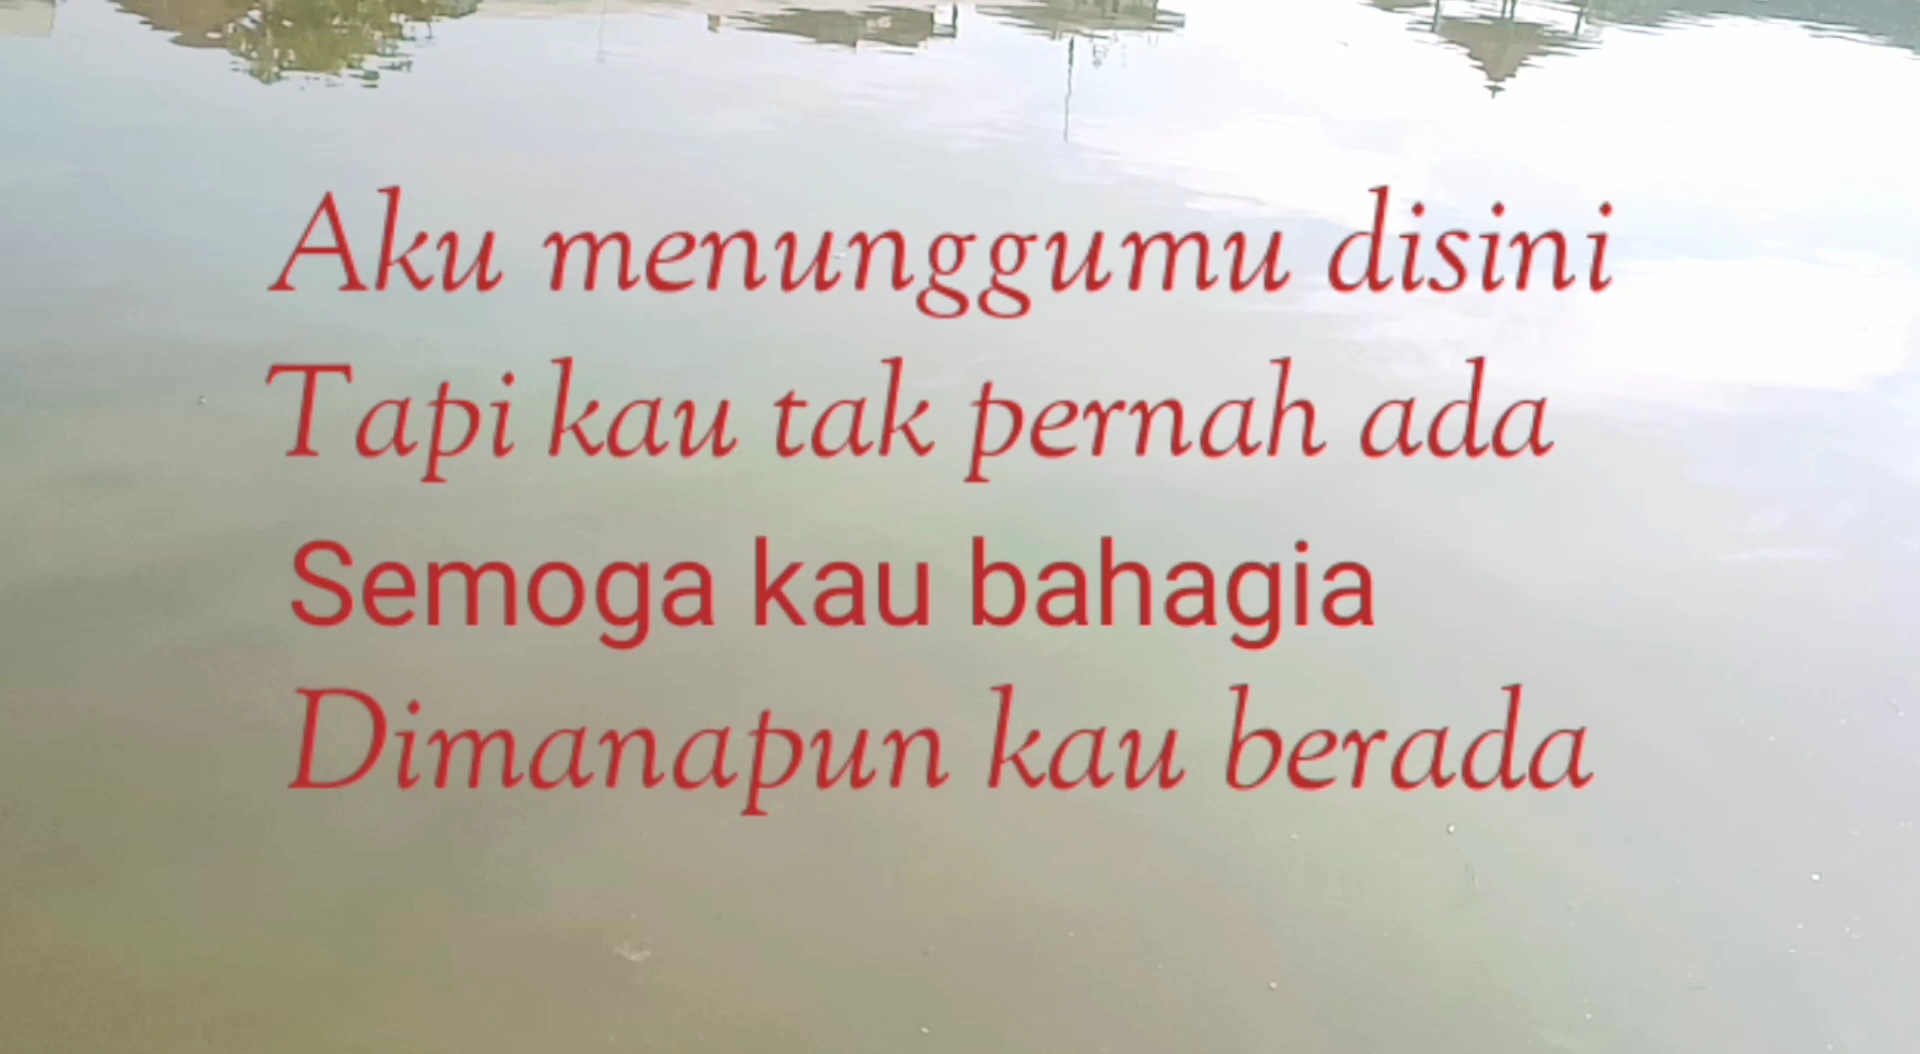 Aku menunggumu disini
Tapi kau tak pernah ada
Semoga kau bahagia
Dimanapun kau berada